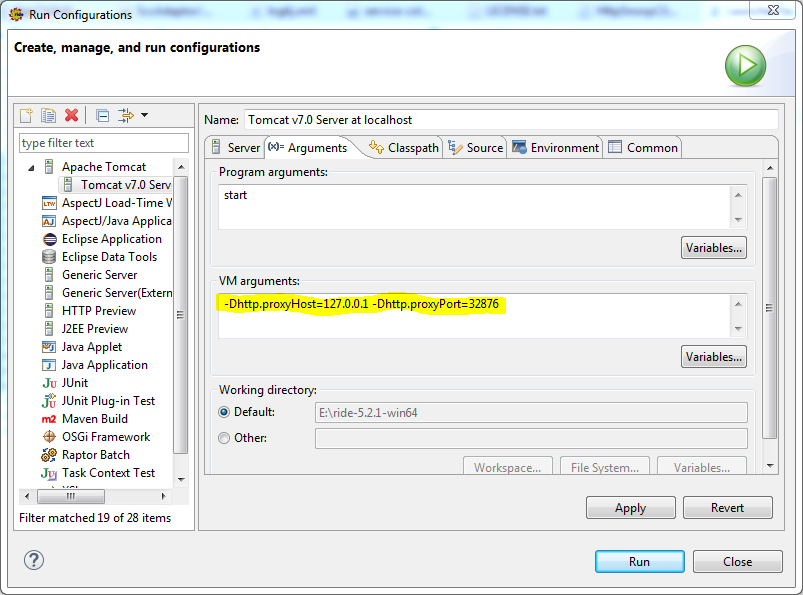 Run Configurations
Create, manage, and run configurations
type filter text
Apache Tomcat
Tomcat v7.0 Serv
AspectJ Load-Time W
AspectJ/Java Applica
Eclipse Application
Eclipse Data Tools
Generic Server
Generic Server(Extern
HTTP Preview
J2EE Preview
Java Applet
Java Application
JUnit
JUnit Plug-in Test
Maven Build
OSGi Framework
Raptor Batch
Task Context Test
Filter matched 19 of 28 items
Name: Tomcat v7.0 Server at localhost
Server (x)= Arguments Classpath Source Environment Common
Program arguments:
start
Variables...
VM arguments:
-Dhttp.proxyHost=127.0.0.1 -Dhttp.proxyPort=32876
Variables...
Working directory:
Default: E:\ride-5.2.1-win64
Other:
Workspace... File System... Variables...
Apply Revert
? Run Close